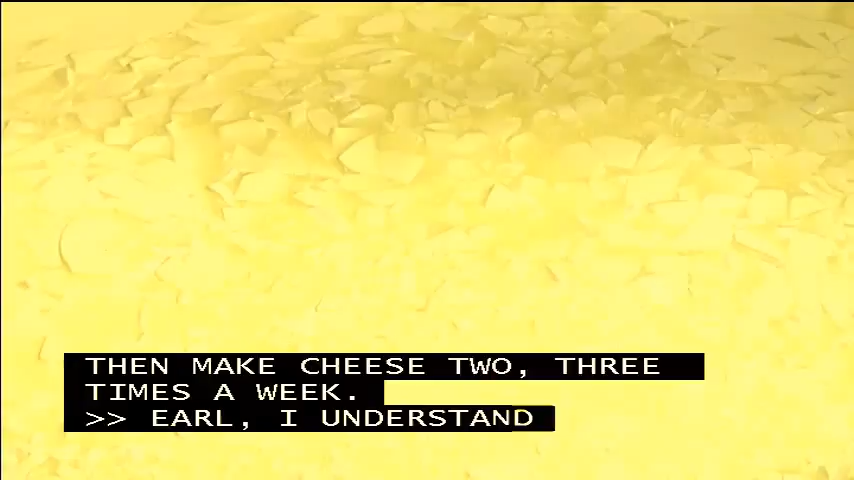 THEN MAKE CHEESE TWO, THREE
TIMES A WEEK.
>> EARL, I UNDERSTAND